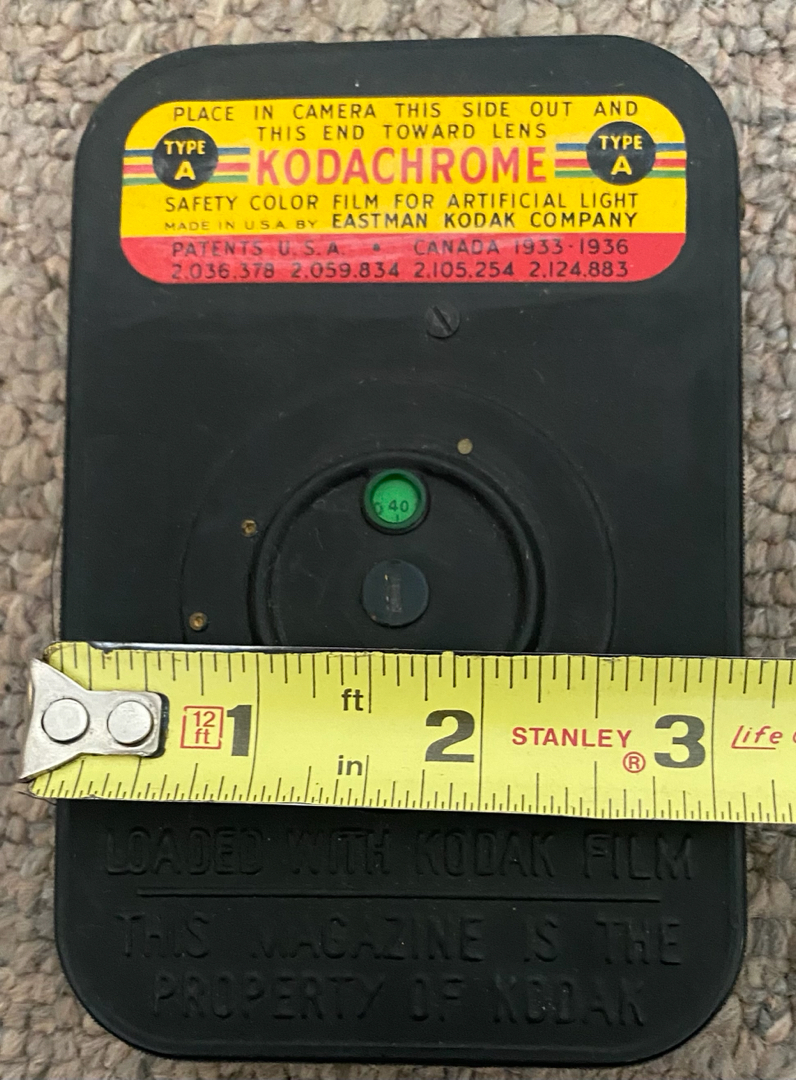 PLACE IN CAMERA THIS SIDE OUT AND
THIS END TOWARD LENS
TYPE A
KODACHROME
TYPE A
SAFETY COLOR FILM FOR ARTIFICIAL LIGHT
MADE IN U.S.A. BY EASTMAN KODAK COMPANY
PATENTS U.S.A. • CANADA 1933-1936
2,036,378 2,059,834 2,105,254 2,124,883
40
12 ft
1
ft
in
2
STANLEY ®
3
life
LOADED WITH KODAK FILM
THIS MAGAZINE IS THE
PROPERTY OF KODAK